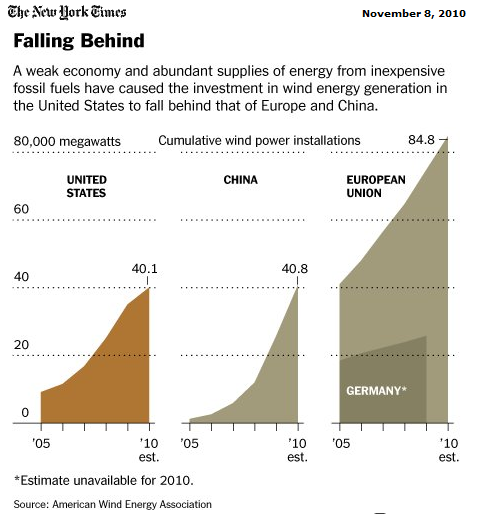 The New York Times
November 8, 2010
Falling Behind
A weak economy and abundant supplies of energy from inexpensive
fossil fuels have caused the investment in wind energy generation in
the United States to fall behind that of Europe and China.
80,000 megawatts
Cumulative wind power installations
84.8
UNITED
STATES
CHINA
EUROPEAN
UNION
60
40.1
40.8
40
20
GERMANY*
0
'05
'10
est.
'05
'10
est.
'05
'10
est.
*Estimate unavailable for 2010.
Source: American Wind Energy Association